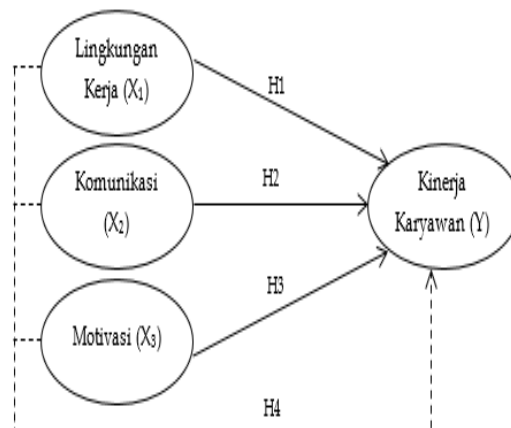 Lingkungan
Kerja (X₁)
H1
Komunikasi
(X₂)
H2
Kinerja
Karyawan (Y)
H3
Motivasi (X₃)
H4